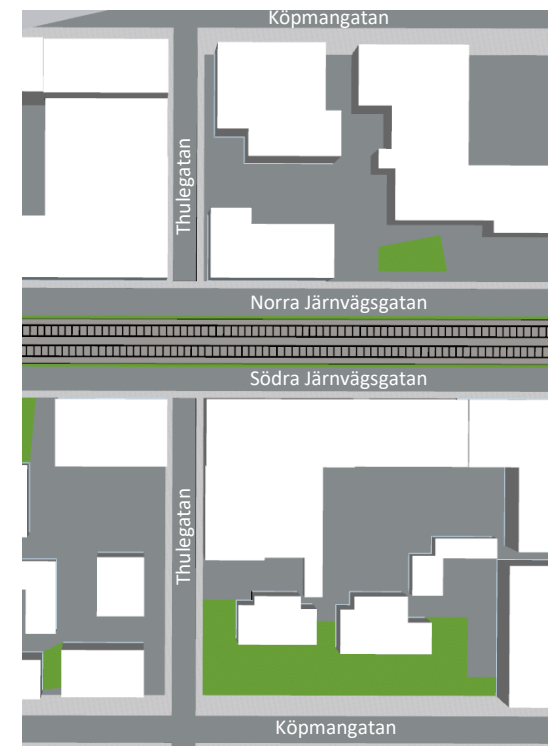 Köpmangatan
Thulegatan
Norra Järnvägsgatan
Södra Järnvägsgatan
Thulegatan
Köpmangatan